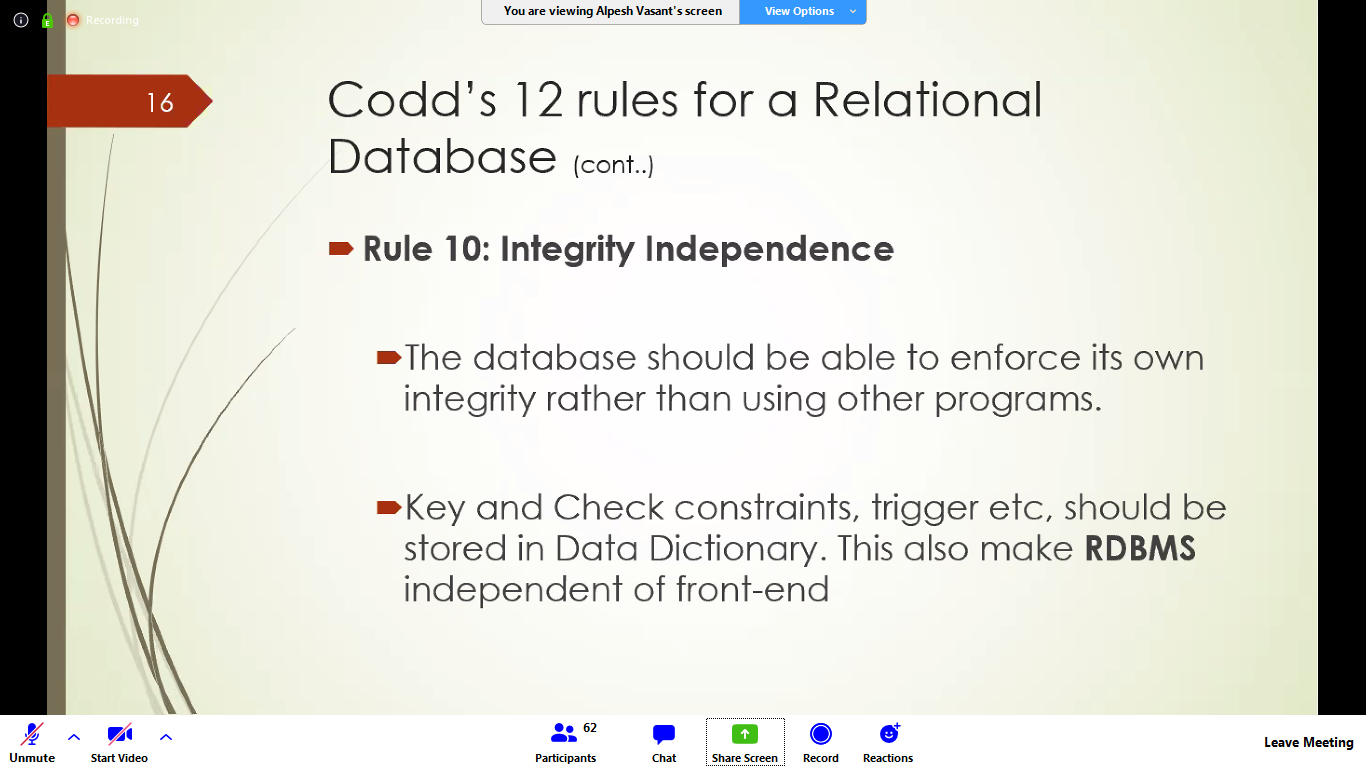 You are viewing Alpesh Vasant's screen
View Options
E
Recording
16
Codd's 12 rules for a Relational
Database (cont..)
Rule 10: Integrity Independence
The database should be able to enforce its own
integrity rather than using other programs.
Key and Check constraints, trigger etc, should be
stored in Data Dictionary. This also make RDBMS
independent of front-end
62
Unmute
Start Video
Participants
Chat
Share Screen
Record
Reactions
Leave Meeting